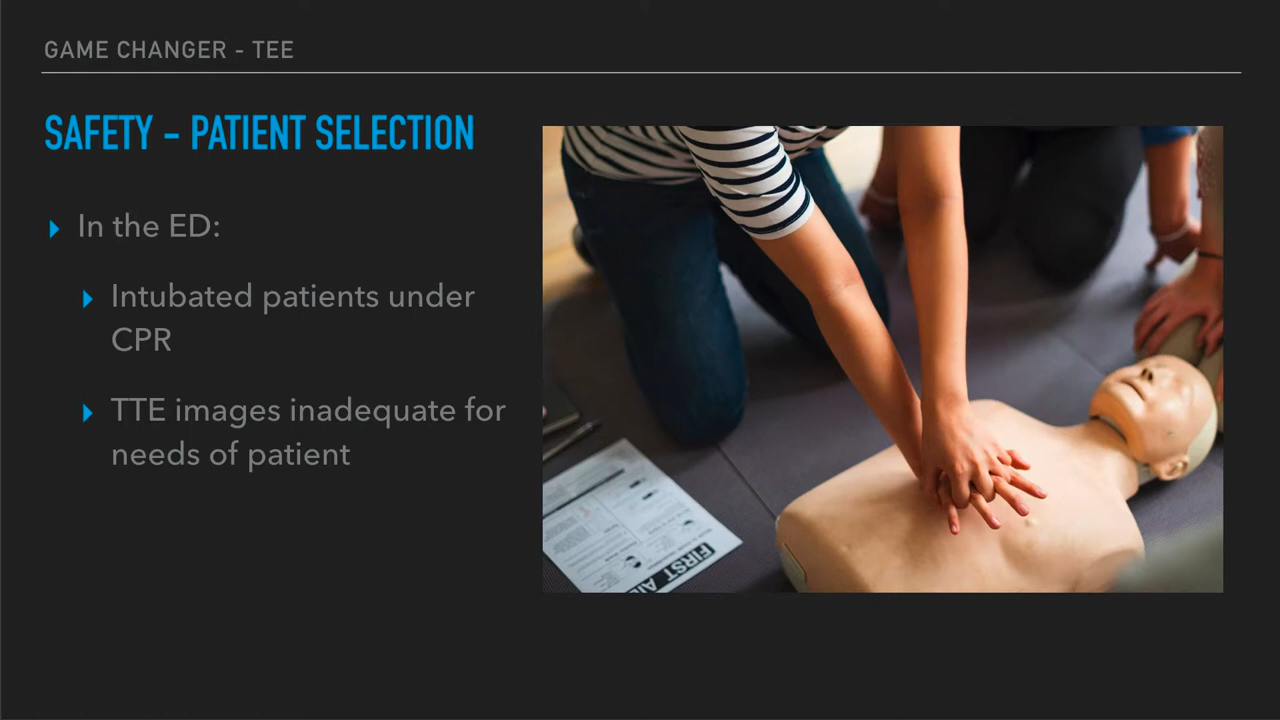 GAME CHANGER - TEE
SAFETY - PATIENT SELECTION
In the ED:
Intubated patients under
CPR
TTE images inadequate for
needs of patient
FIRST AID